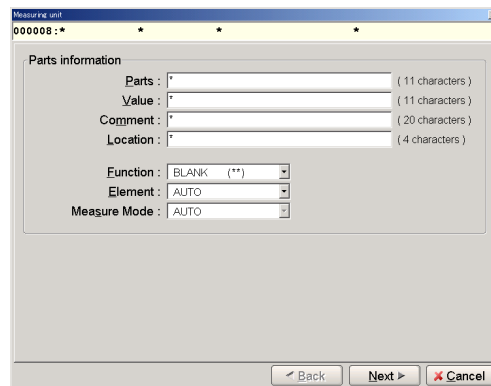 Measuring unit
000008:* * * *
Parts information
Parts : * ( 11 characters )
Value : * ( 11 characters )
Comment : * ( 20 characters )
Location : * ( 4 characters )
Function : BLANK (**)
Element : AUTO
Measure Mode : AUTO
Back Next Cancel